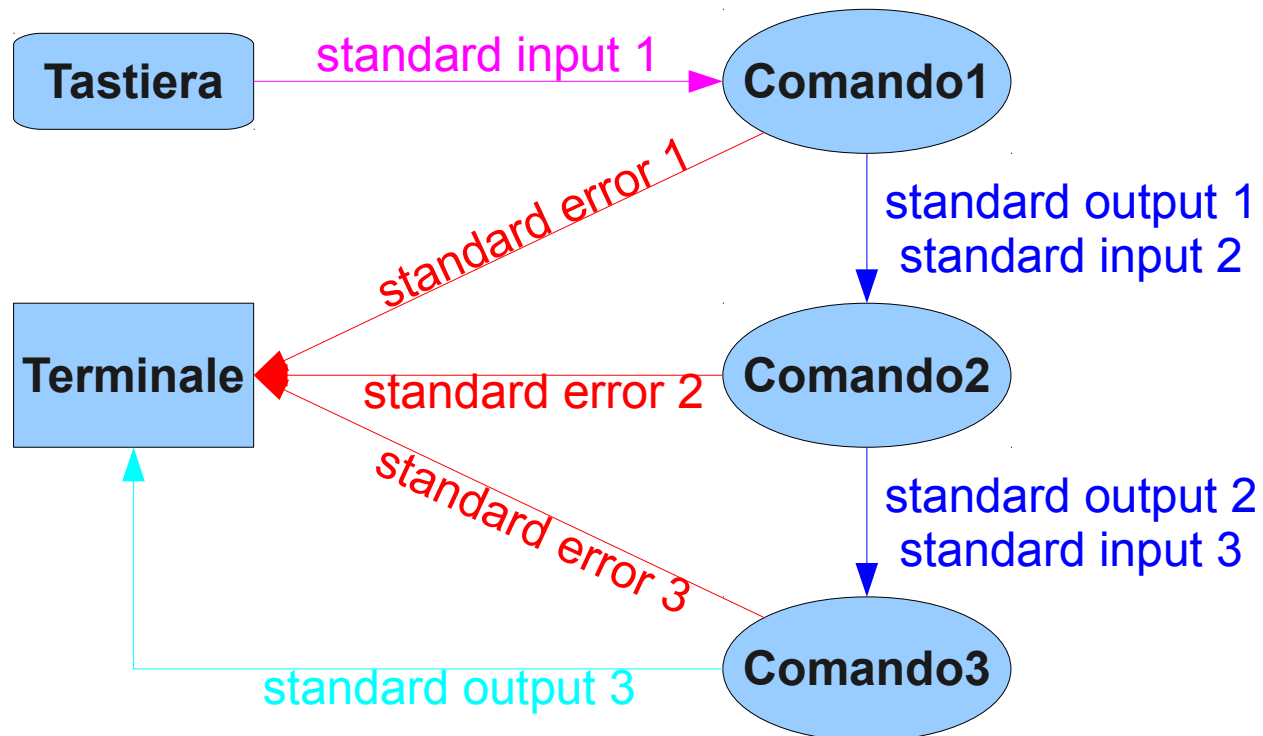 Tastiera
standard input 1
Comando1
standard error 1
standard output 1
standard input 2
Terminale
standard error 2
Comando2
standard error 3
standard output 2
standard input 3
standard output 3
Comando3